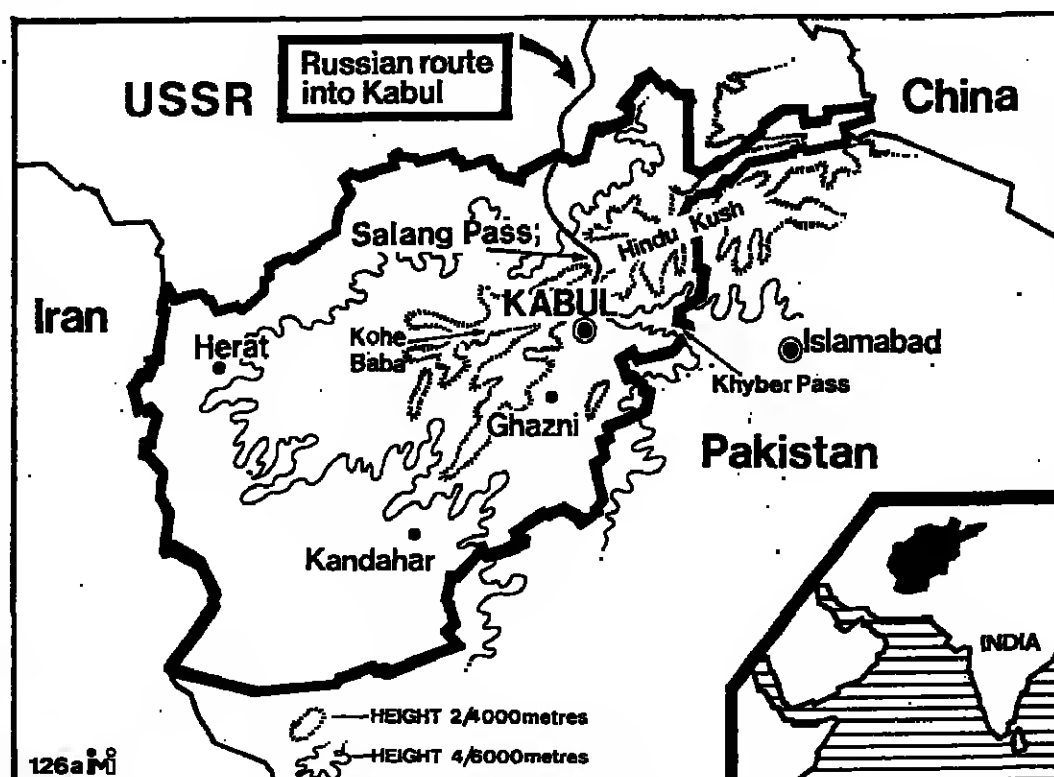 Russian route
into Kabul
USSR
China
Salang Pass;
Hindu Kush
Iran
KABUL
Herat
Kohe
Baba
Islamabad
Khyber Pass
Ghazni
Pakistan
Kandahar
INDIA
HEIGHT 2/4000metres
HEIGHT 4/6000metres
126a